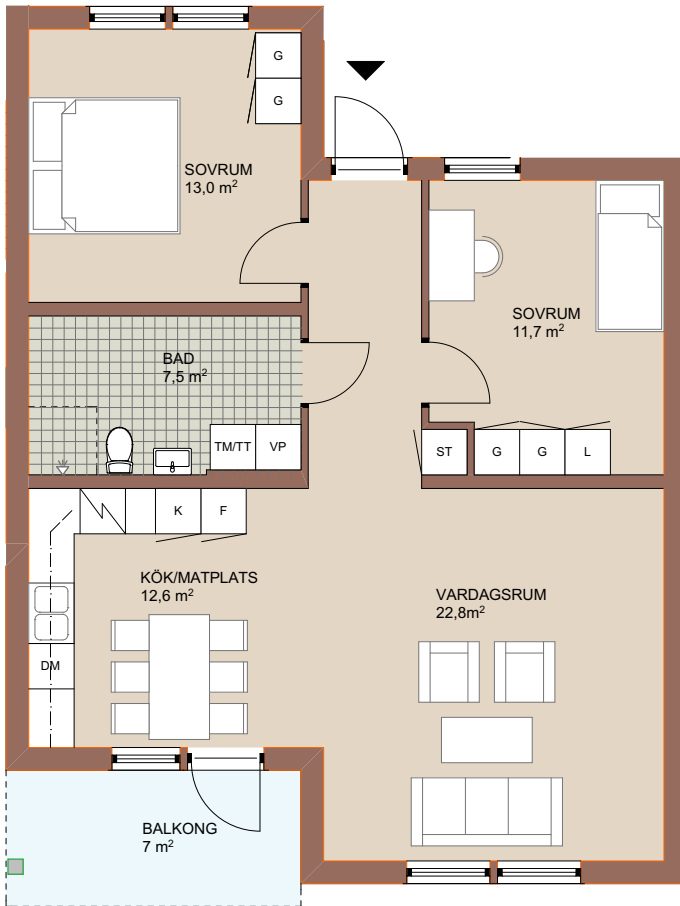 G
G
SOVRUM
13,0 m²
SOVRUM
11,7 m²
BAD
7,5 m²
TM/TT VP
ST G G L
K F
KÖK/MATPLATS
12,6 m²
VARDAGSRUM
22,8m²
DM
BALKONG
7 m²